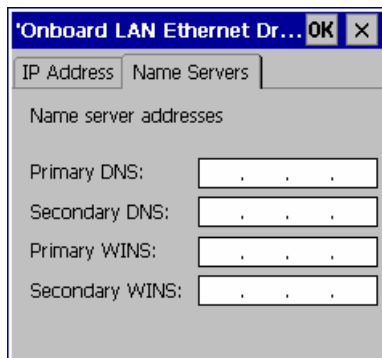 'Onboard LAN Ethernet Dr... OK ×
IP Address Name Servers
Name server addresses
Primary DNS: . . .
Secondary DNS: . . .
Primary WINS: . . .
Secondary WINS: . . .